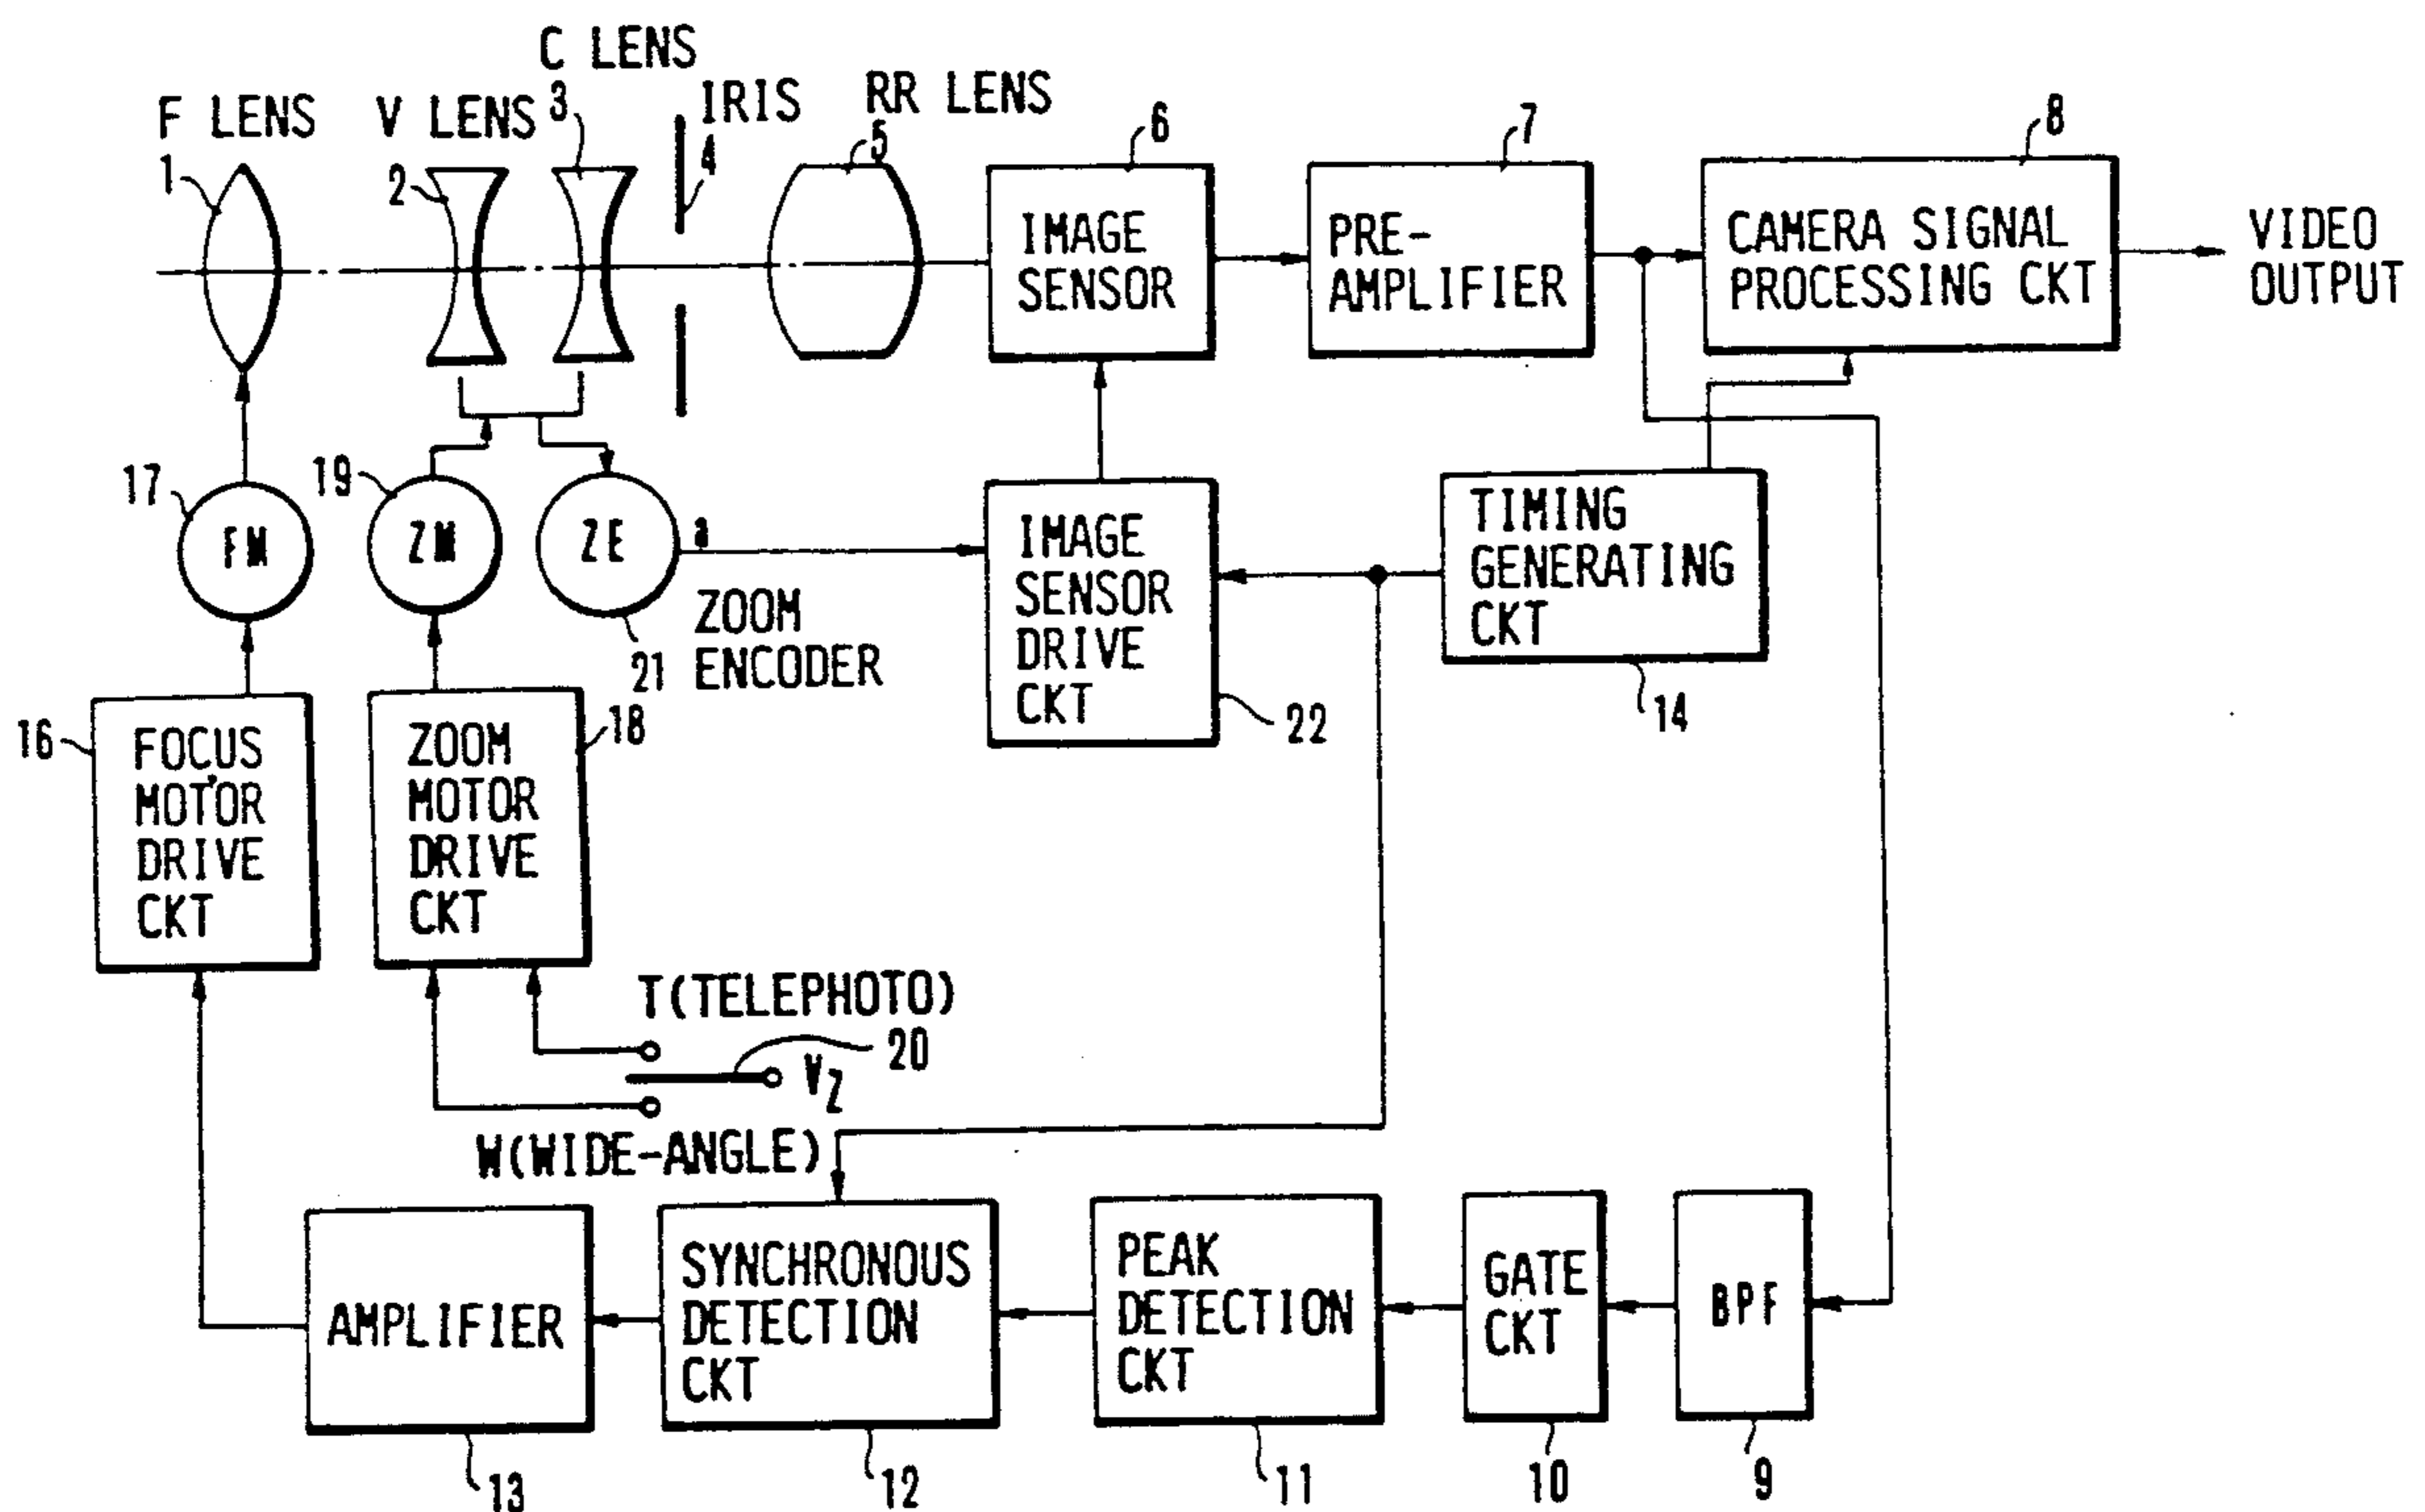 C LENS
3
F LENS
1
V LENS
2
IRIS
4
RR LENS
5
6
IMAGE
SENSOR
7
PRE-
AMPLIFIER
8
CAMERA SIGNAL
PROCESSING CKT
VIDEO
OUTPUT
17
FM
19
ZM
ZE
a
21
ZOOM
ENCODER
IMAGE
SENSOR
DRIVE
CKT
22
TIMING
GENERATING
CKT
14
16
FOCUS
MOTOR
DRIVE
CKT
18
ZOOM
MOTOR
DRIVE
CKT
T(TELEPHOTO)
20
VZ
W(WIDE-ANGLE)
AMPLIFIER
13
SYNCHRONOUS
DETECTION
CKT
12
PEAK
DETECTION
CKT
11
GATE
CKT
10
BPF
9